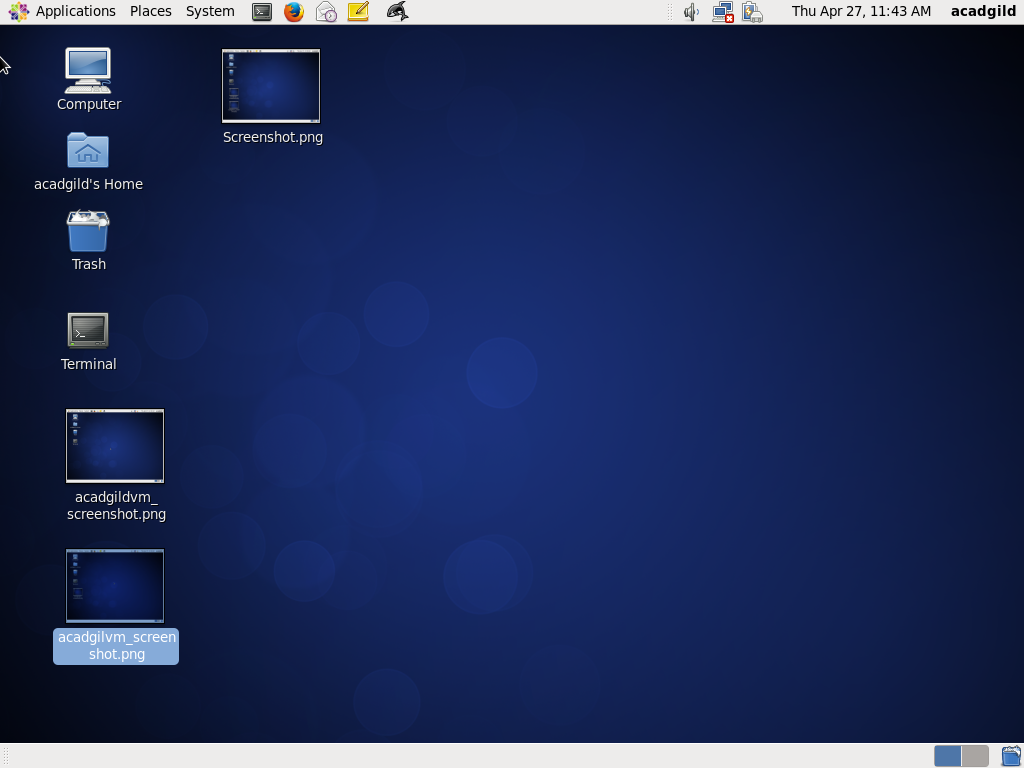 Applications Places System Thu Apr 27, 11:43 AM acadgild
Computer
Screenshot.png
acadgild's Home
Trash
Terminal
acadgildvm_
screenshot.png
acadgilvm_screen
shot.png